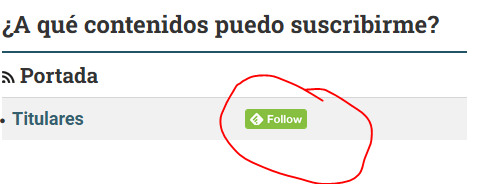 ¿A qué contenidos puedo suscribirme?
Portada
• Titulares
Follow